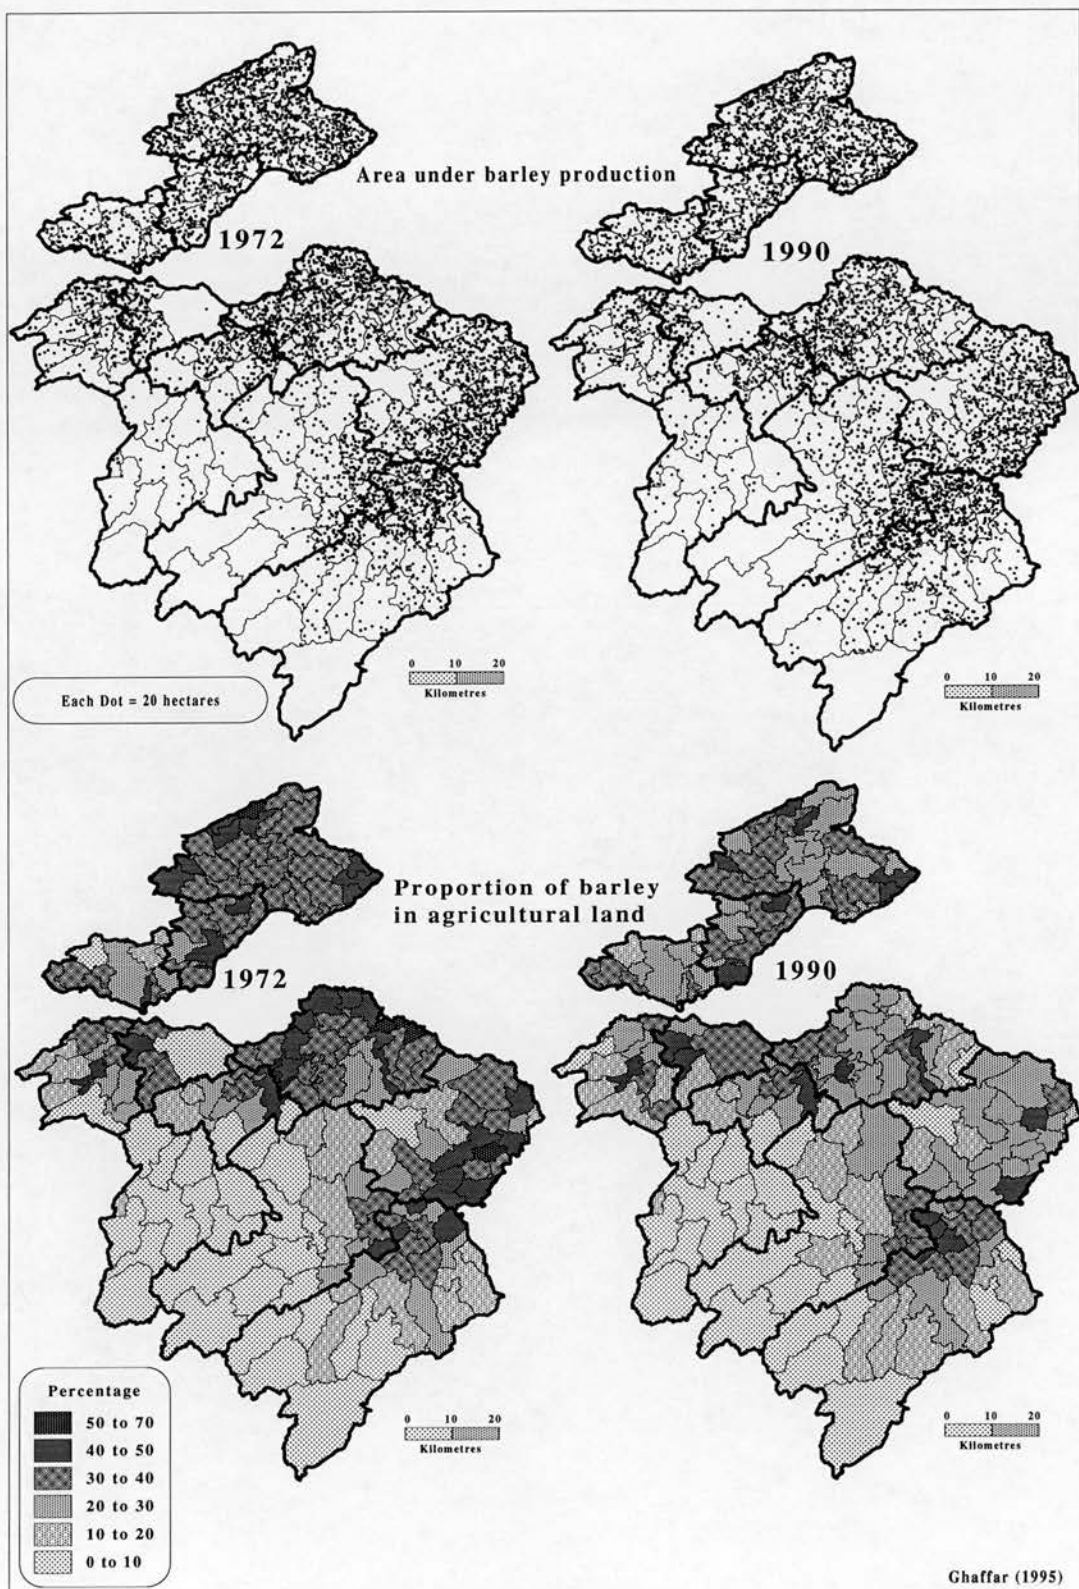 Area under barley production
1972
1990
0 10 20
Kilometres
0 10 20
Kilometres
Each Dot = 20 hectares
Proportion of barley
in agricultural land
1972
1990
Percentage
50 to 70
40 to 50
30 to 40
20 to 30
10 to 20
0 to 10
0 10 20
Kilometres
0 10 20
Kilometres
Ghaffar (1995)